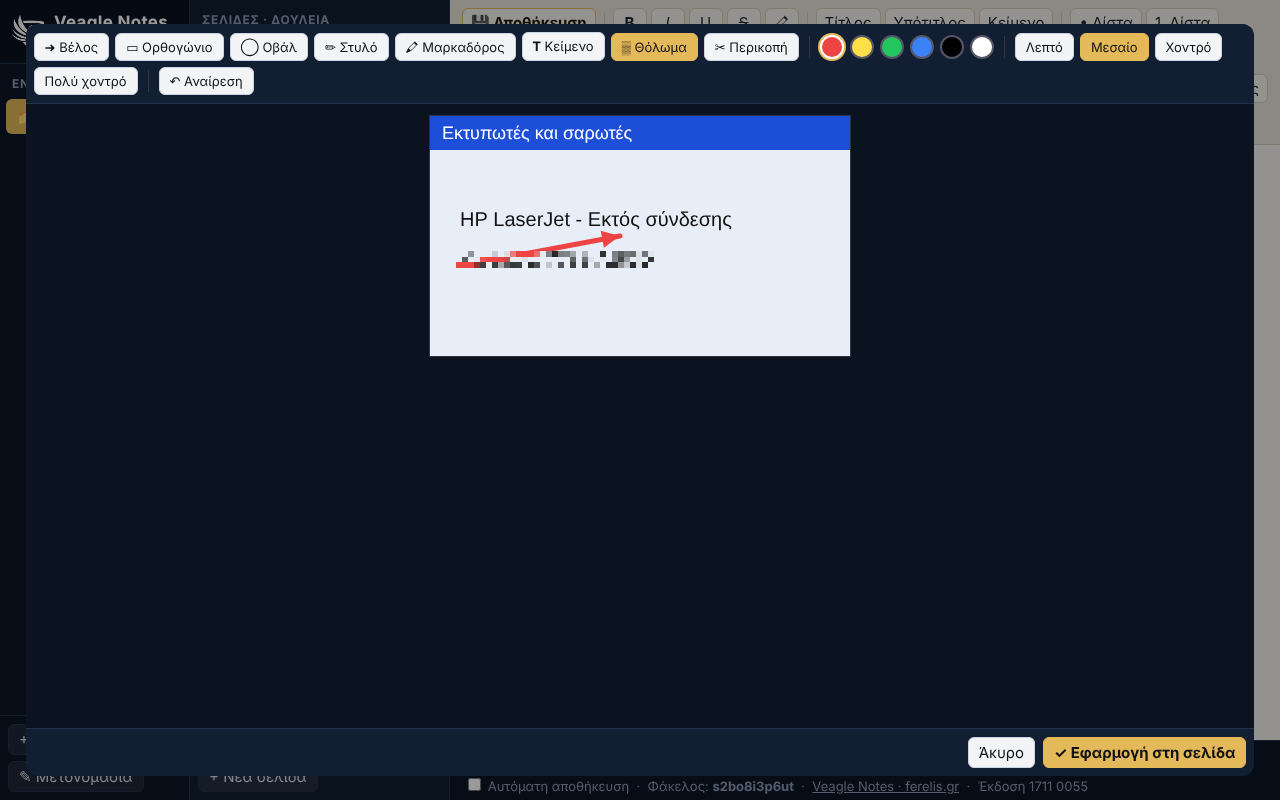 Veagle Notes
ΣΕΛΙΔΕΣ · ΔΟΥΛΕΙΑ
💾 Αποθήκευση B I U S Τίτλος Υπότιτλος Κείμενο • Λίστα 1. Λίστα
➔ Βέλος ▭ Ορθογώνιο ◯ Οβάλ ✏ Στυλό 🖍 Μαρκαδόρος T Κείμενο ▒ Θόλωμα ✂ Περικοπή Λεπτό Μεσαίο Χοντρό
Πολύ χοντρό ↶ Αναίρεση
Εκτυπωτές και σαρωτές
HP LaserJet - Εκτός σύνδεσης
Άκυρο ✓ Εφαρμογή στη σελίδα
✎ Μετονομασία + Νέα σελίδα
Αυτόματη αποθήκευση · Φάκελος: s2bo8i3p6ut · Veagle Notes · ferelis.gr · Έκδοση 1711 0055